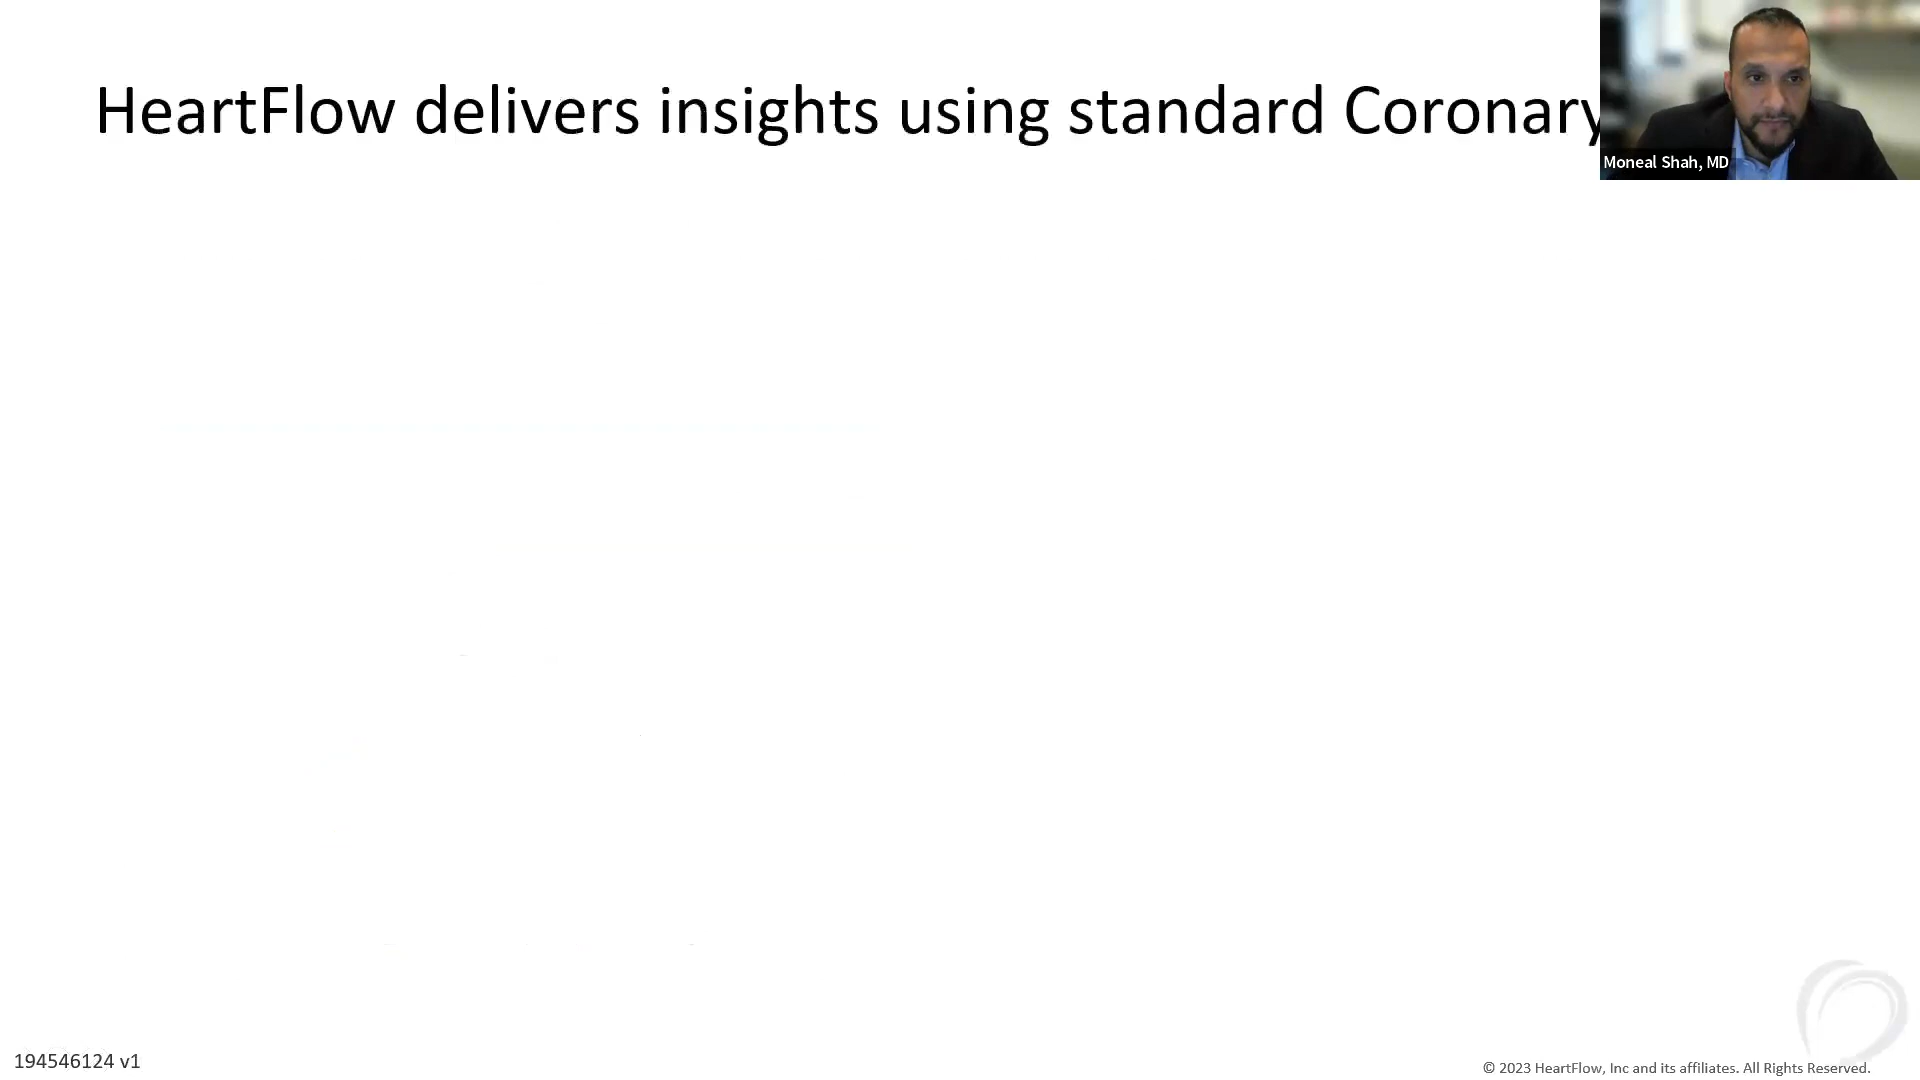 HeartFlow delivers insights using standard Coronary
Moneal Shah, MD
194546124 v1
© 2023 HeartFlow, Inc and its affiliates. All Rights Reserved.